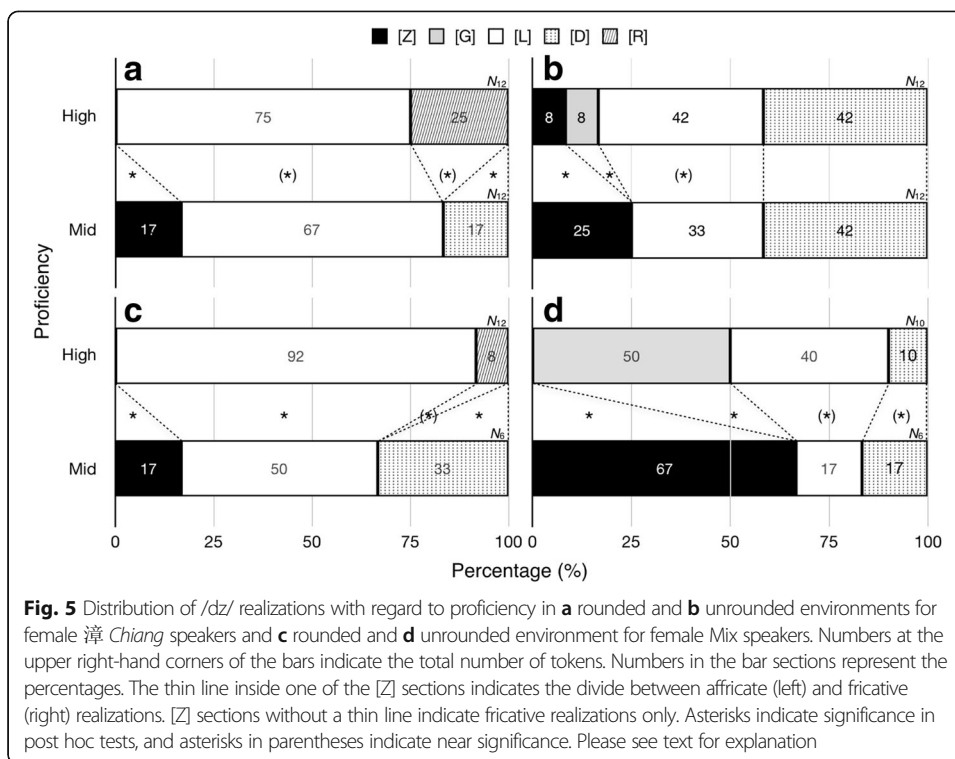 [Z] [G] [L] [D] [R]
a
b
N12
N12
High
75
25
8
8
42
42
*
(*)
(*)
*
*
*
(*)
N12
N12
Mid
17
67
17
25
33
42
Proficiency
c
d
N12
N10
High
92
8
50
40
10
*
*
(*)
*
*
*
(*)
(*)
N6
N6
Mid
17
50
33
67
17
17
0 25 50 75 100
0 25 50 75 100
Percentage (%)
Fig. 5 Distribution of /dz/ realizations with regard to proficiency in a rounded and b unrounded environments for
female 漳 Chiang speakers and c rounded and d unrounded environment for female Mix speakers. Numbers at the
upper right-hand corners of the bars indicate the total number of tokens. Numbers in the bar sections represent the
percentages. The thin line inside one of the [Z] sections indicates the divide between affricate (left) and fricative
(right) realizations. [Z] sections without a thin line indicate fricative realizations only. Asterisks indicate significance in
post hoc tests, and asterisks in parentheses indicate near significance. Please see text for explanation